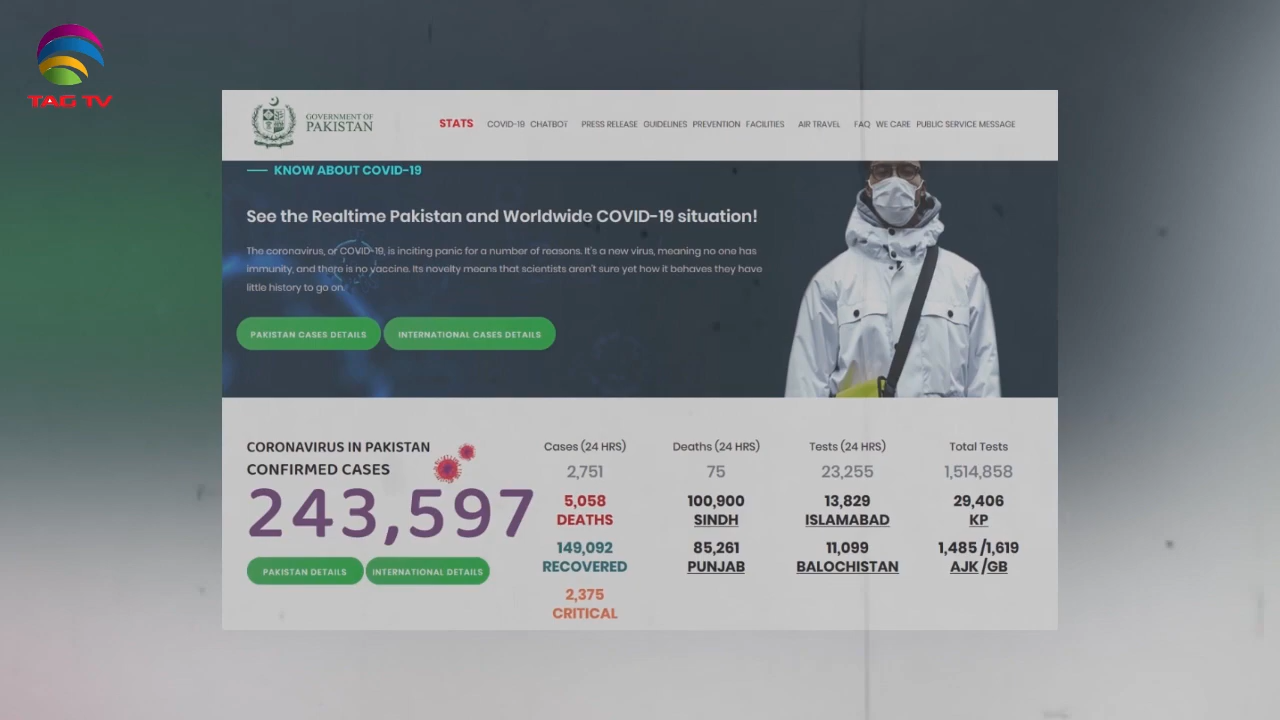 TAG TV
GOVERNMENT OF
PAKISTAN
STATS COVID-19 CHATBOT PRESS RELEASE GUIDELINES PREVENTION FACILITIES AIR TRAVEL FAQ WE CARE PUBLIC SERVICE MESSAGE
KNOW ABOUT COVID-19
See the Realtime Pakistan and Worldwide COVID-19 situation!
The coronavirus, or COVID-19, is inciting panic for a number of reasons. It's a new virus, meaning no one has
immunity, and there is no vaccine. Its novelty means that scientists aren't sure yet how it behaves they have
little history to go on.
PAKISTAN CASES DETAILS INTERNATIONAL CASES DETAILS
CORONAVIRUS IN PAKISTAN
CONFIRMED CASES
243,597
PAKISTAN DETAILS INTERNATIONAL DETAILS
Cases (24 HRS) Deaths (24 HRS) Tests (24 HRS) Total Tests
2,751 75 23,255 1,514,858
5,058 100,900 13,829 29,406
DEATHS SINDH ISLAMABAD KP
149,092 85,261 11,099 1,485 /1,619
RECOVERED PUNJAB BALOCHISTAN AJK /GB
2,375
CRITICAL